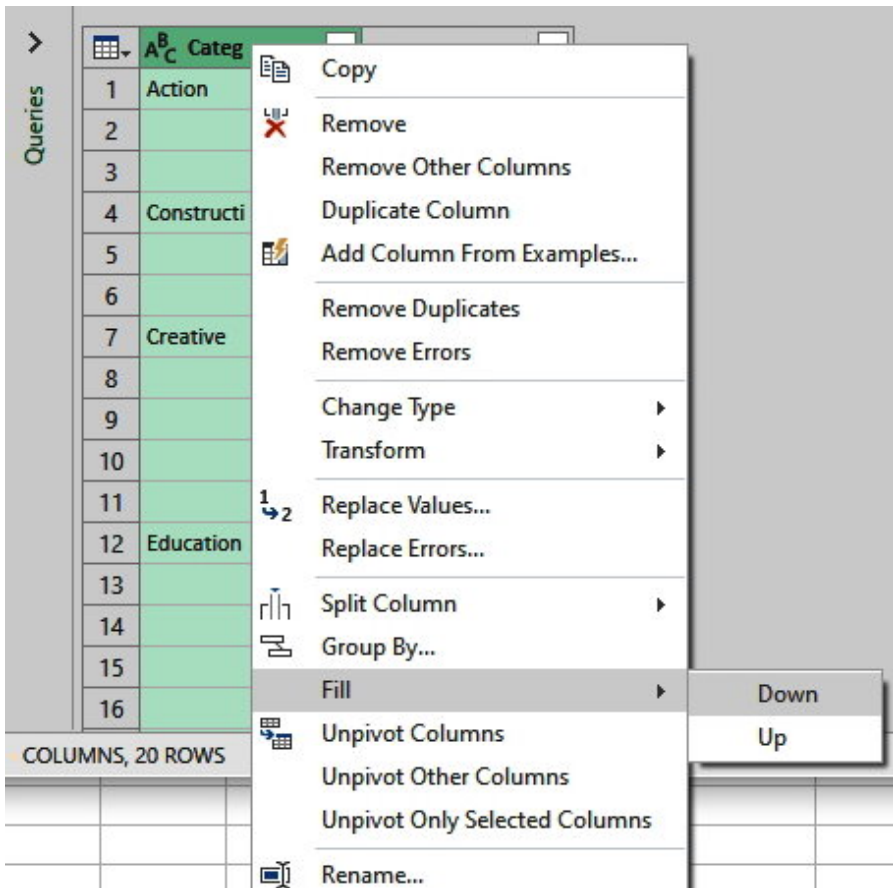 Queries
ABC Categ
1 Action
2
3
4 Constructi
5
6
7 Creative
8
9
10
11
12 Education
13
14
15
16
COLUMNS, 20 ROWS
Copy
Remove
Remove Other Columns
Duplicate Column
Add Column From Examples...
Remove Duplicates
Remove Errors
Change Type
Transform
1 2 Replace Values...
Replace Errors...
Split Column
Group By...
Fill
Unpivot Columns
Unpivot Other Columns
Unpivot Only Selected Columns
Rename...
Down
Up